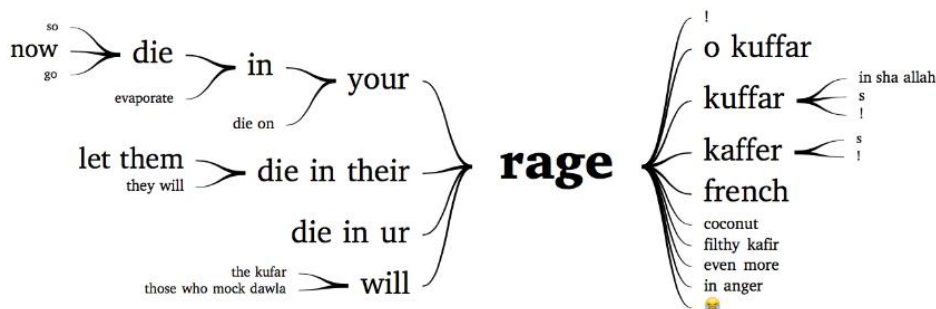 so
now
go
die
evaporate
in
die on
your
let them
they will
die in their
die in ur
the kufar
those who mock dawla
will
rage
!
o kuffar
kuffar
in sha allah
s
!
kaffer
s
!
french
coconut
filthy kafir
even more
in anger
😂